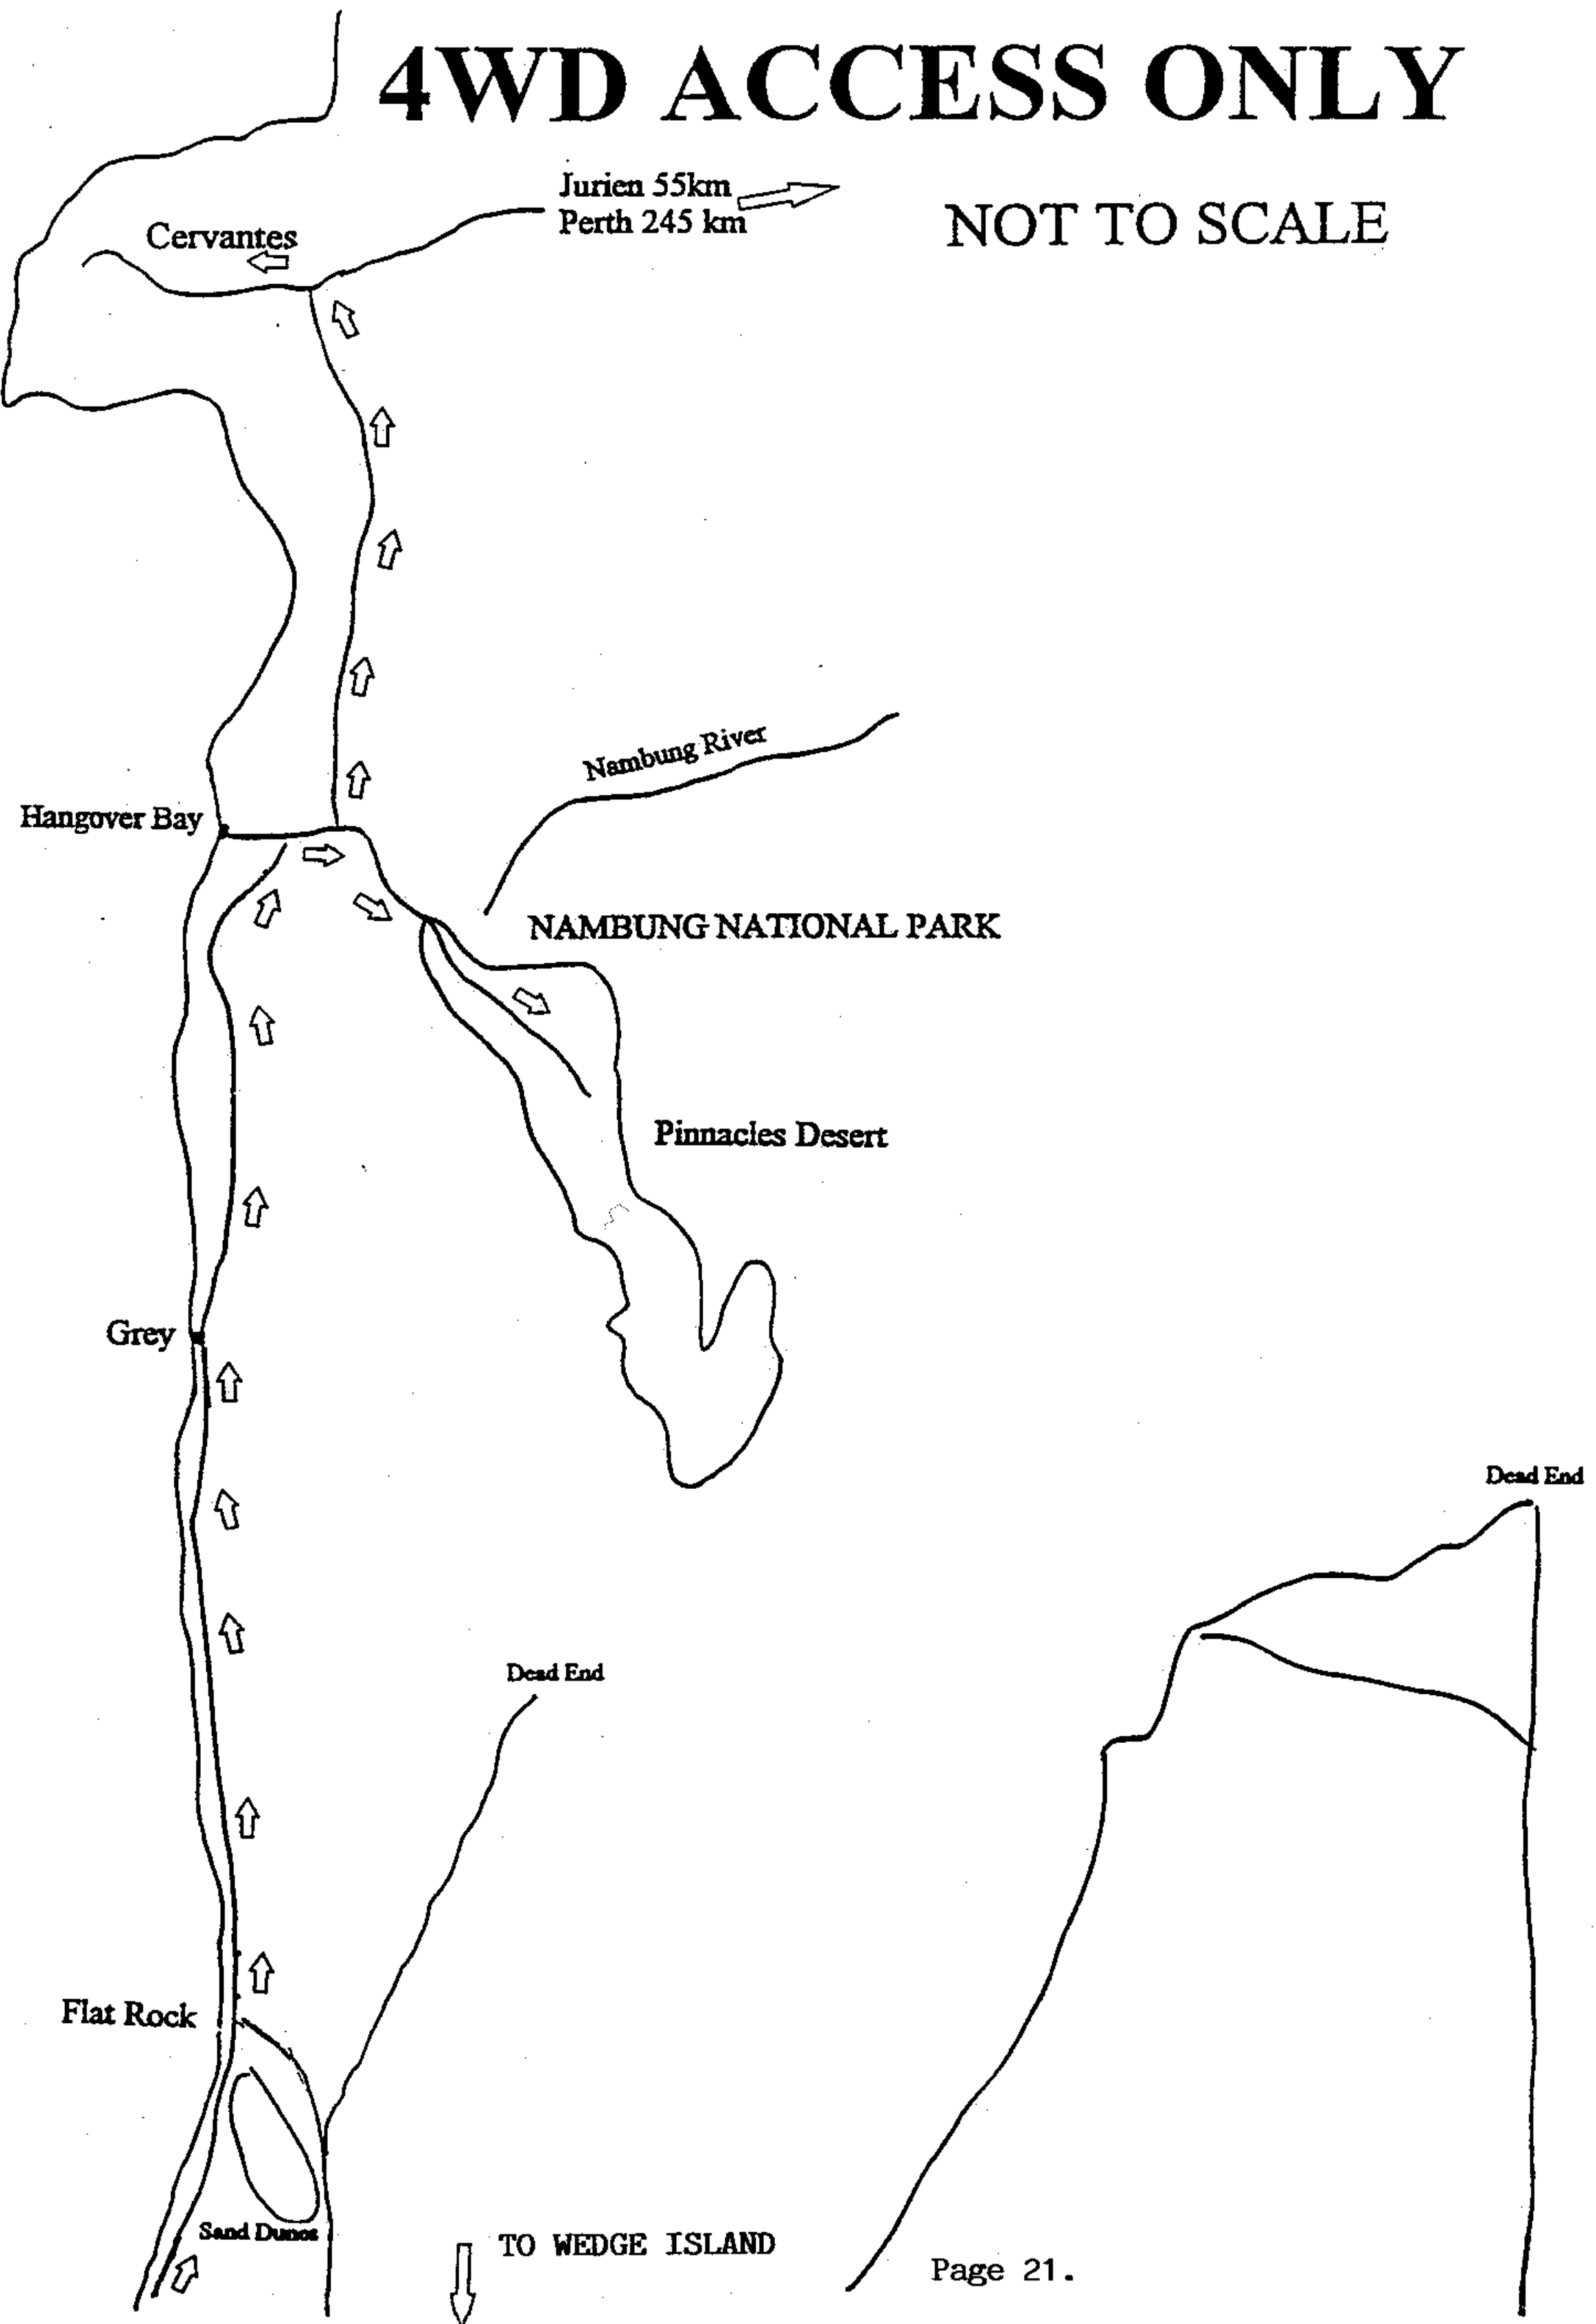 4WD ACCESS ONLY
Jurien 55km
Perth 245 km
NOT TO SCALE
Cervantes
Nambung River
Hangover Bay
NAMBUNG NATIONAL PARK
Pinnacles Desert
Grey
Dead End
Dead End
Flat Rock
Sand Dunes
TO WEDGE ISLAND
Page 21.